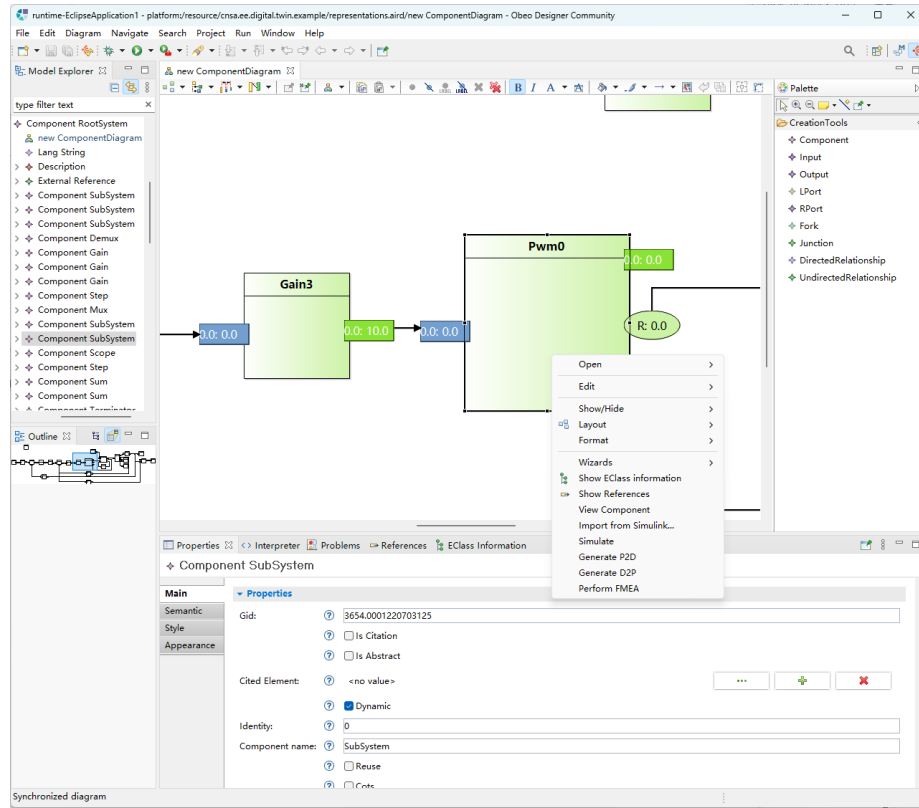 runtime-EclipseApplication1 - platform:/resource/cnsa.ee.digital.twin.example/representations.aird/new ComponentDiagram - Obeo Designer Community
File Edit Diagram Navigate Search Project Run Window Help
Model Explorer
new ComponentDiagram
type filter text
Component RootSystem
new ComponentDiagram
Lang String
Description
External Reference
Component SubSystem
Component SubSystem
Component SubSystem
Component Demux
Component Gain
Component Gain
Component Gain
Component Step
Component Mux
Component SubSystem
Component SubSystem
Component Scope
Component Step
Component Sum
Component Sum
Component Terminator
Outline
B I A
Gain3
0.0: 0.0
0.0: 10.0
Pwm0
0.0: 0.0
0.0: 0.0
R: 0.0
Open
Edit
Show/Hide
Layout
Format
Wizards
Show EClass information
Show References
View Component
Import from Simulink...
Simulate
Generate P2D
Generate D2P
Perform FMEA
Palette
CreationTools
Component
Input
Output
LPort
RPort
Fork
Junction
DirectedRelationship
UndirectedRelationship
Properties Interpreter Problems References EClass Information
Component SubSystem
Main
Semantic
Style
Appearance
Properties
Gid: 3654.0001220703125
Is Citation
Is Abstract
Cited Element: <no value>
Dynamic
Identity: 0
Component name: SubSystem
Reuse
Cots
Synchronized diagram